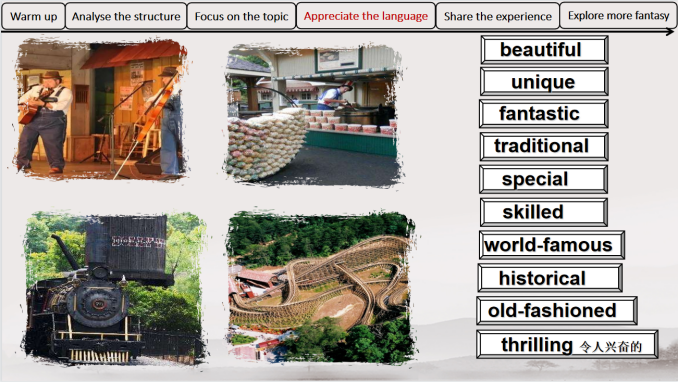 Warm up
Analyse the structure
Focus on the topic
Appreciate the language
Share the experience
Explore more fantasy
beautiful
unique
fantastic
traditional
special
skilled
world-famous
historical
old-fashioned
thrilling 令人兴奋的